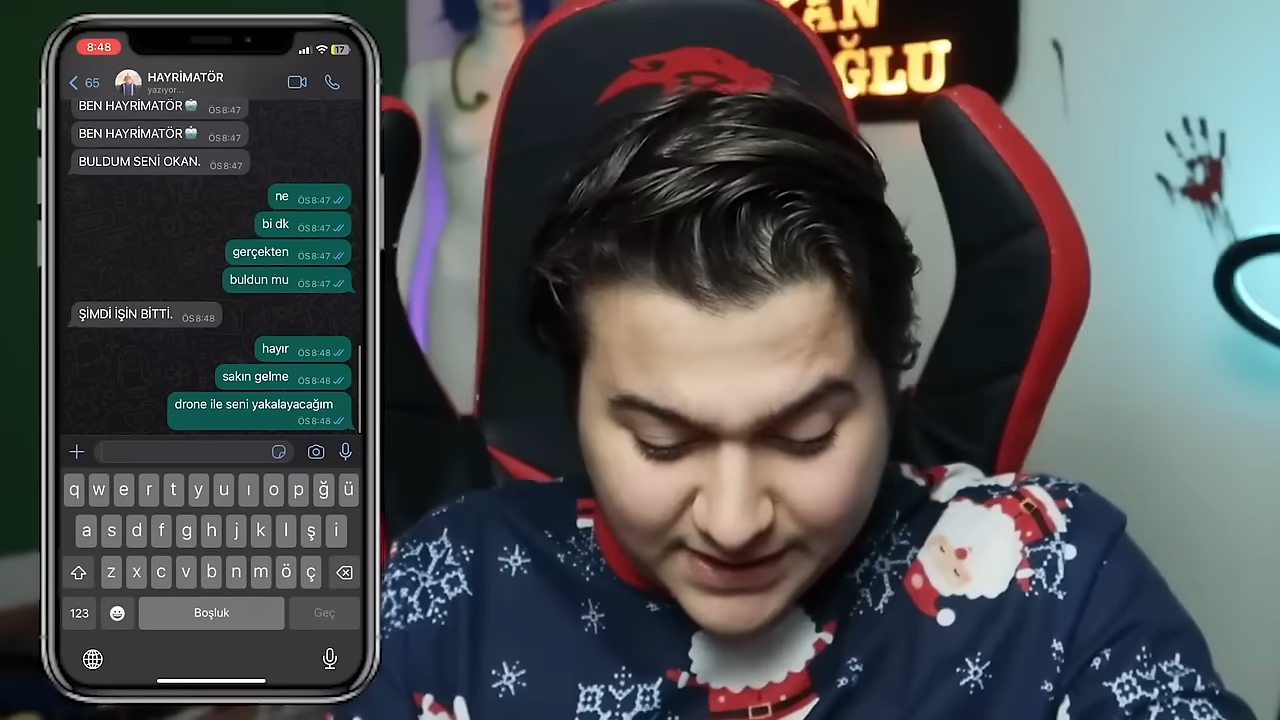 8:48
17
65
HAYRİMATÖR
yazıyor...
BEN HAYRİMATÖR ÖS 8:47
BEN HAYRİMATÖR ÖS 8:47
BULDUM SENİ OKAN. ÖS 8:47
ne ÖS 8:47
bi dk ÖS 8:47
gerçekten ÖS 8:47
buldun mu ÖS 8:47
ŞİMDİ İŞİN BİTTİ. ÖS 8:48
hayır ÖS 8:48
sakın gelme ÖS 8:48
drone ile seni yakalayacağım
ÖS 8:48
q w e r t y u ı o p ğ ü
a s d f g h j k l ş i
z x c v b n m ö ç
123 Boşluk Geç